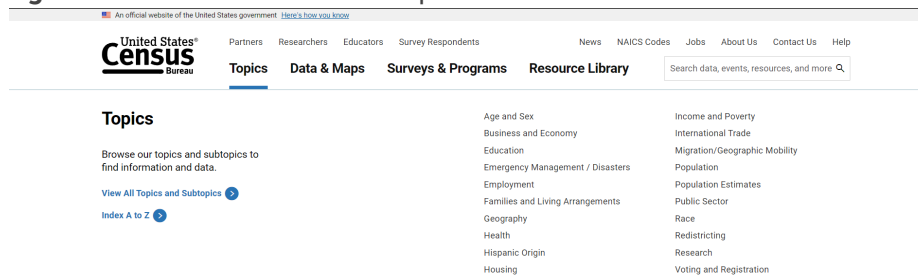 An official website of the United States government Here's how you know
United States®
Census
Bureau
Partners Researchers Educators Survey Respondents
News NAICS Codes Jobs About Us Contact Us Help
Topics Data & Maps Surveys & Programs Resource Library
Search data, events, resources, and more
Topics
Browse our topics and subtopics to
find information and data.
View All Topics and Subtopics
Index A to Z
Age and Sex
Business and Economy
Education
Emergency Management / Disasters
Employment
Families and Living Arrangements
Geography
Health
Hispanic Origin
Housing
Income and Poverty
International Trade
Migration/Geographic Mobility
Population
Population Estimates
Public Sector
Race
Redistricting
Research
Voting and Registration